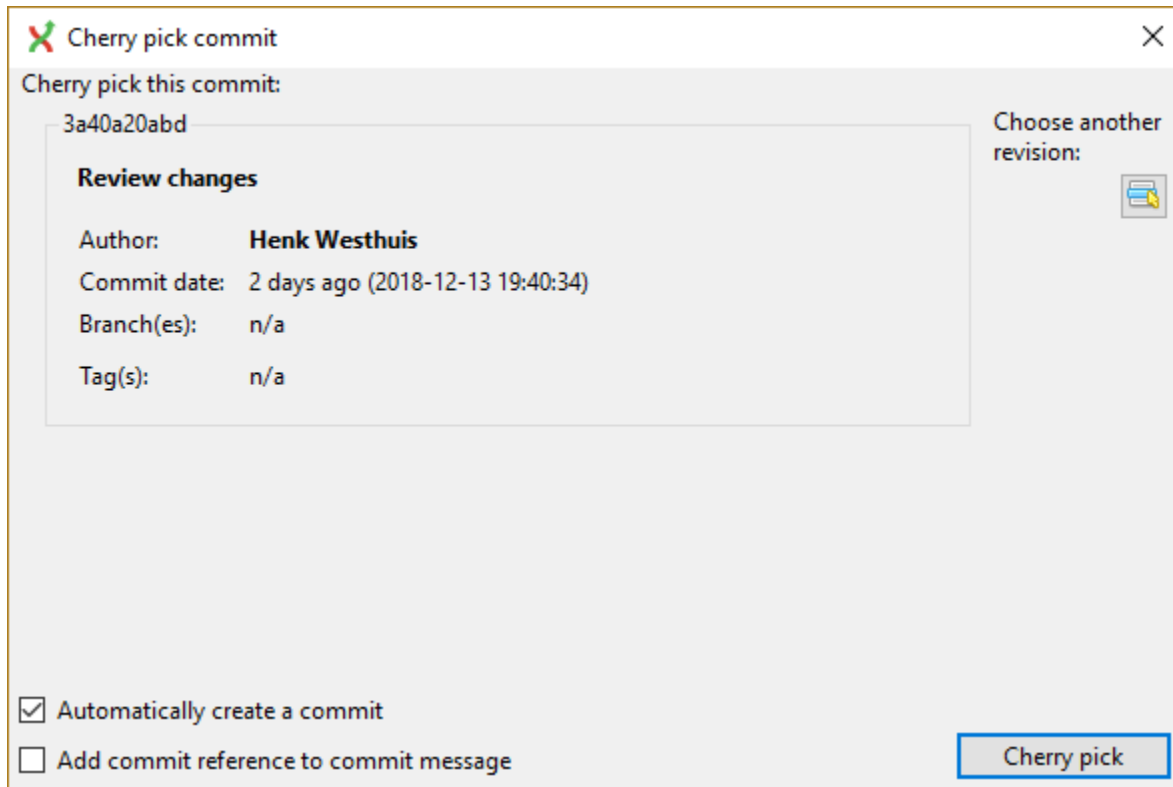 Cherry pick commit
Cherry pick this commit:
3a40a20abd
Choose another
revision:
Review changes
Author: Henk Westhuis
Commit date: 2 days ago (2018-12-13 19:40:34)
Branch(es): n/a
Tag(s): n/a
Automatically create a commit
Add commit reference to commit message
Cherry pick